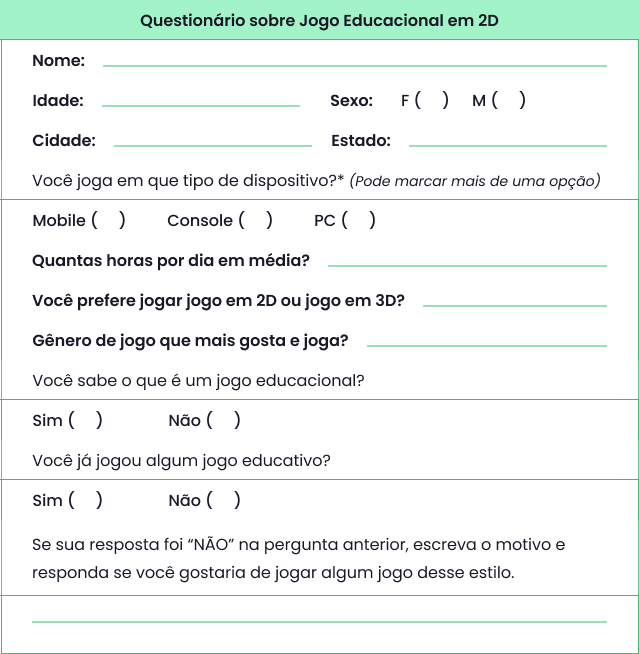 Questionário sobre Jogo Educacional em 2D
Nome:
Idade: Sexo: F ( ) M ( )
Cidade: Estado:
Você joga em que tipo de dispositivo?* (Pode marcar mais de uma opção)
Mobile ( ) Console ( ) PC ( )
Quantas horas por dia em média?
Você prefere jogar jogo em 2D ou jogo em 3D?
Gênero de jogo que mais gosta e joga?
Você sabe o que é um jogo educacional?
Sim ( ) Não ( )
Você já jogou algum jogo educativo?
Sim ( ) Não ( )
Se sua resposta foi “NÃO” na pergunta anterior, escreva o motivo e
responda se você gostaria de jogar algum jogo desse estilo.